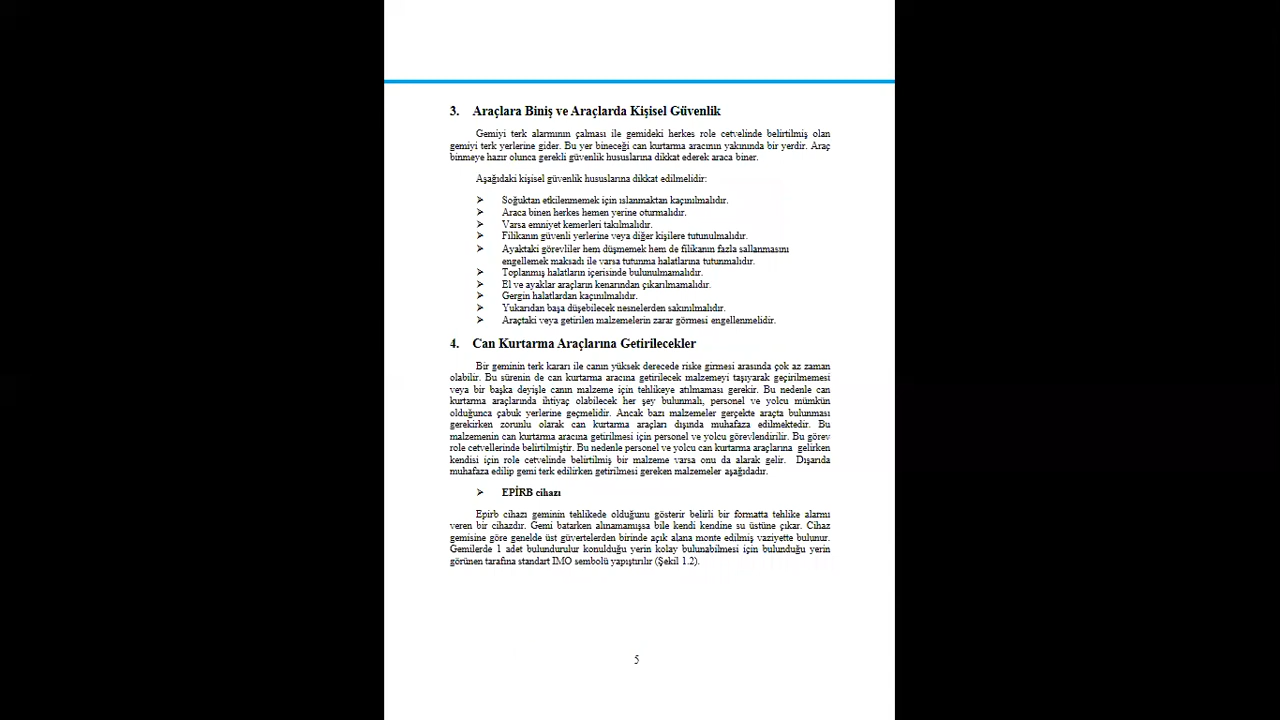 3. Araçlara Biniş ve Araçlarda Kişisel Güvenlik
Gemiyi terk alarmının çalması ile gemideki herkes role cetvelinde belirtilmiş olan
gemiyi terk yerlerine gider. Bu yer bineceği can kurtarma aracının yakınında bir yerdir. Araç
binmeye hazır olunca gerekli güvenlik hususlarına dikkat ederek araca biner.
Aşağıdaki kişisel güvenlik hususlarına dikkat edilmelidir:
➢ Soğuktan etkilenmemek için ıslanmaktan kaçınılmalıdır.
➢ Araca binen herkes hemen yerine oturmalıdır.
➢ Varsa emniyet kemerleri takılmalıdır.
➢ Filikanın güvenli yerlerine veya diğer kişilere tutunulmalıdır.
➢ Ayaktaki görevliler hem düşmemek hem de filikanın fazla sallanmasını
engellemek maksadı ile varsa tutunma halatlarına tutunmalıdır.
➢ Toplanmış halatların içerisinde bulunulmamalıdır.
➢ El ve ayaklar araçların kenarından çıkarılmamalıdır.
➢ Gergin halatlardan kaçınılmalıdır.
➢ Yukarıdan başa düşebilecek nesnelerden sakınılmalıdır.
➢ Araçtaki veya getirilen malzemelerin zarar görmesi engellenmelidir.
4. Can Kurtarma Araçlarına Getirilecekler
Bir geminin terk kararı ile canın yüksek derecede riske girmesi arasında çok az zaman
olabilir. Bu sürenin de can kurtarma aracına getirilecek malzemeyi taşıyarak geçirilmemesi
veya bir başka deyişle canın malzeme için tehlikeye atılmaması gerekir. Bu nedenle can
kurtarma araçlarında ihtiyaç olabilecek her şey bulunmalı, personel ve yolcu mümkün
olduğunca çabuk yerlerine geçmelidir. Ancak bazı malzemeler gerçekte araçta bulunması
gerekirken zorunlu olarak can kurtarma araçları dışında muhafaza edilmektedir. Bu
malzemenin can kurtarma aracına getirilmesi için personel ve yolcu görevlendirilir. Bu görev
role cetvellerinde belirtilmiştir. Bu nedenle personel ve yolcu can kurtarma araçlarına gelirken
kendisi için role cetvelinde belirtilmiş bir malzeme varsa onu da alarak gelir. Dışarıda
muhafaza edilip gemi terk edilirken getirilmesi gereken malzemeler aşağıdadır.
➢ EPİRB cihazı
Epirb cihazı geminin tehlikede olduğunu gösterir belirli bir formatta tehlike alarmı
veren bir cihazdır. Gemi batarken alınamamışsa bile kendi kendine su üstüne çıkar. Cihaz
gemisine göre genelde üst güvertelerden birinde açık alana monte edilmiş vaziyette bulunur.
Gemilerde 1 adet bulundurulur konulduğu yerin kolay bulunabilmesi için bulunduğu yerin
görünen tarafına standart IMO sembolü yapıştırılır (Şekil 1.2).
5